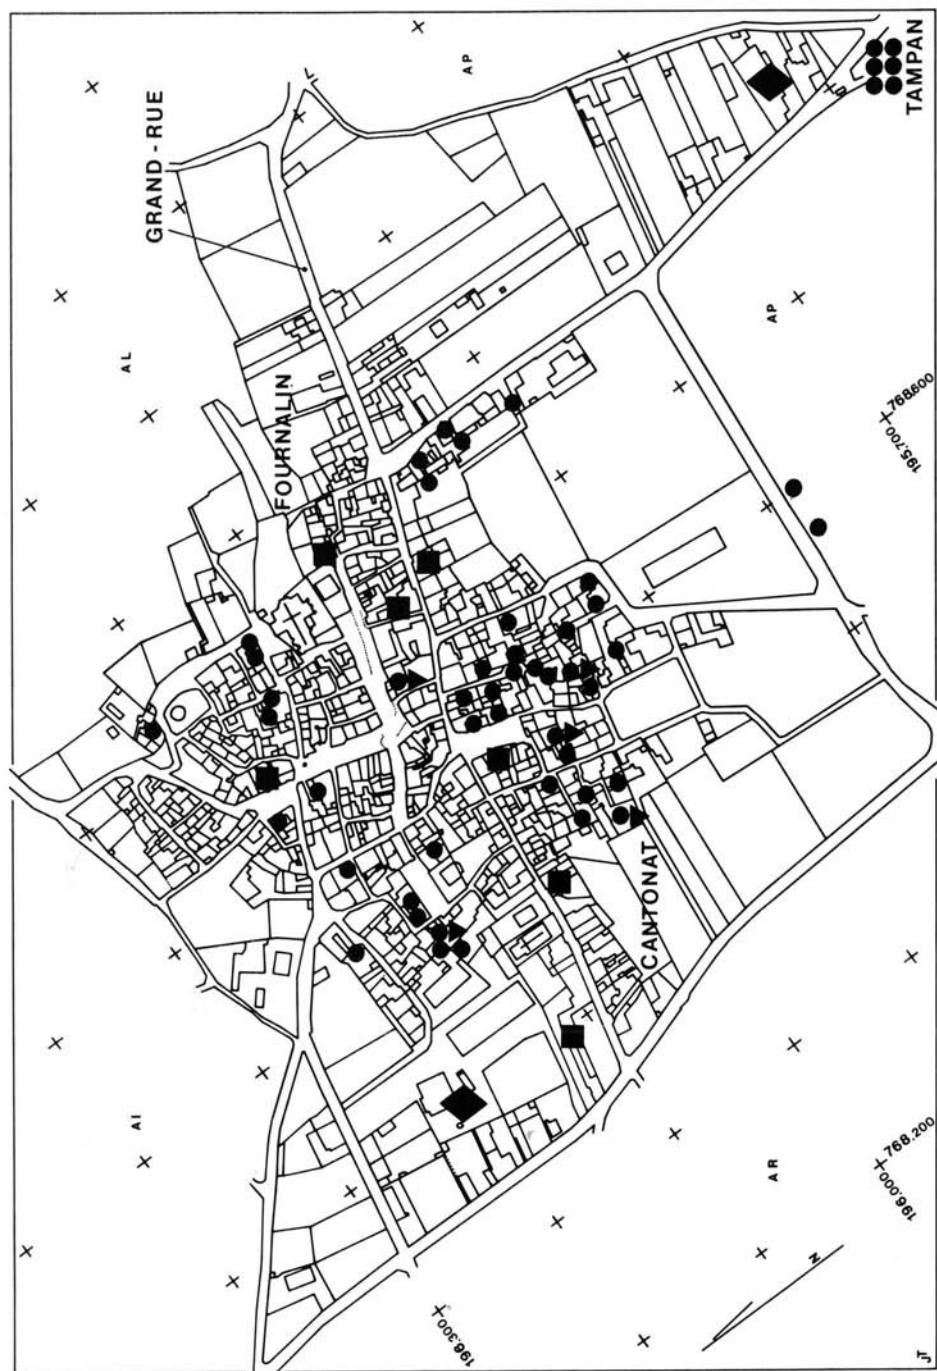 GRAND - RUE
TAMPAN
AP
AL
FOURNALIN
AP
768.600
195.700
CANTONAT
AI
AR
768.200
196.000
196.300
N
JT